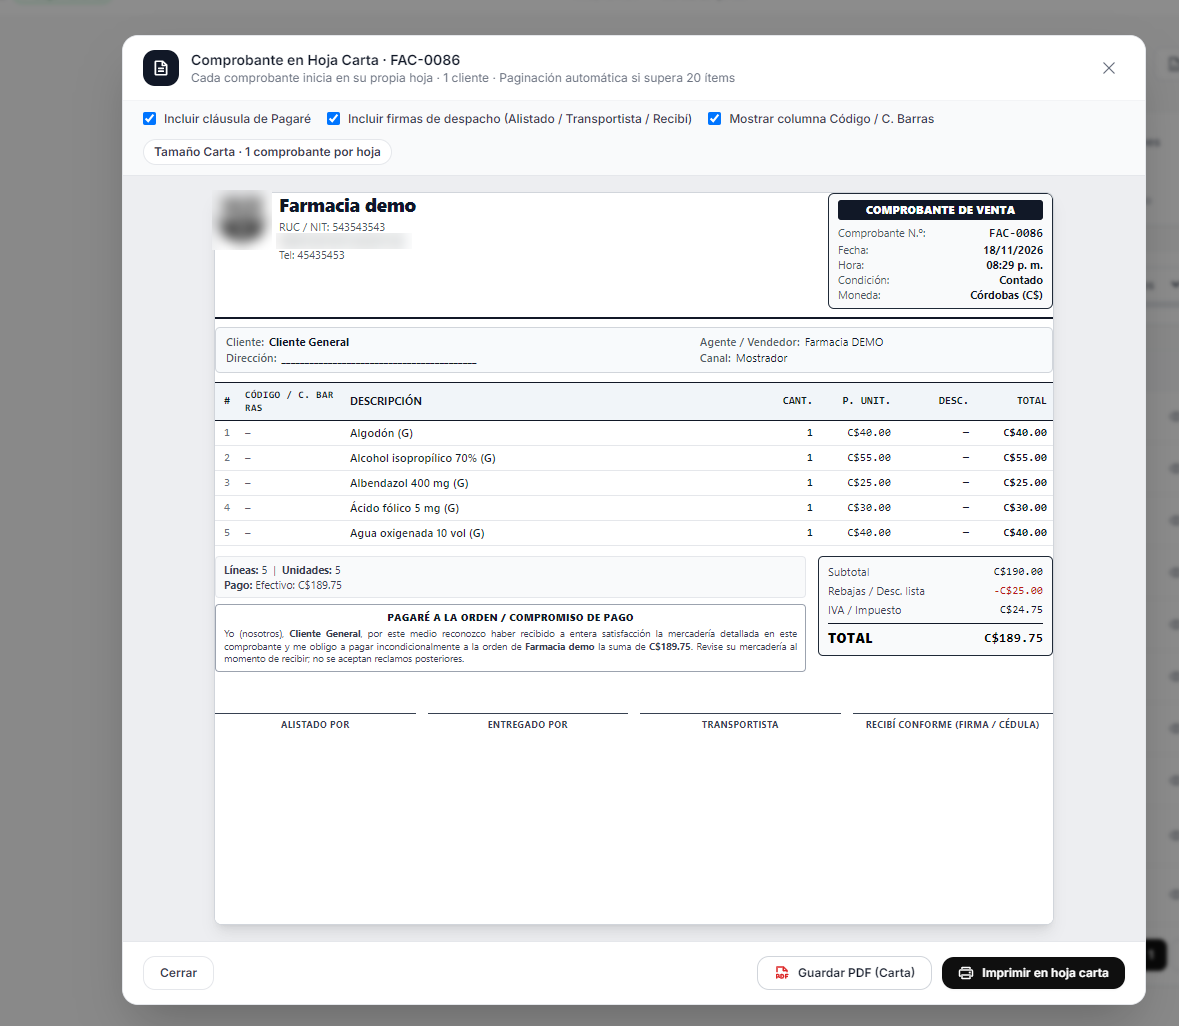 Comprobante en Hoja Carta · FAC-0086
Cada comprobante inicia en su propia hoja · 1 cliente · Paginación automática si supera 20 ítems
Incluir cláusula de Pagaré
Incluir firmas de despacho (Alistado / Transportista / Recibí)
Mostrar columna Código / C. Barras
Tamaño Carta · 1 comprobante por hoja
Farmacia demo
RUC / NIT: 543543543
Tel: 45435453
COMPROBANTE DE VENTA
Comprobante N.º: FAC-0086
Fecha: 18/11/2026
Hora: 08:29 p. m.
Condición: Contado
Moneda: Córdobas (C$)
Cliente: Cliente General
Dirección: ____________________
Agente / Vendedor: Farmacia DEMO
Canal: Mostrador
# CÓDIGO / C. BAR
RAS DESCRIPCIÓN CANT. P. UNIT. DESC. TOTAL
1 — Algodón (G) 1 C$40.00 — C$40.00
2 — Alcohol isopropílico 70% (G) 1 C$55.00 — C$55.00
3 — Albendazol 400 mg (G) 1 C$25.00 — C$25.00
4 — Ácido fólico 5 mg (G) 1 C$30.00 — C$30.00
5 — Agua oxigenada 10 vol (G) 1 C$40.00 — C$40.00
Líneas: 5 | Unidades: 5
Pago: Efectivo: C$189.75
PAGARÉ A LA ORDEN / COMPROMISO DE PAGO
Yo (nosotros), Cliente General, por este medio reconozco haber recibido a entera satisfacción la mercadería detallada en este
comprobante y me obligo a pagar incondicionalmente a la orden de Farmacia demo la suma de C$189.75. Revise su mercadería al
momento de recibir; no se aceptan reclamos posteriores.
Subtotal C$190.00
Rebajas / Desc. lista -C$25.00
IVA / Impuesto C$24.75
TOTAL C$189.75
ALISTADO POR
ENTREGADO POR
TRANSPORTISTA
RECIBÍ CONFORME (FIRMA / CÉDULA)
Cerrar
PDF Guardar PDF (Carta)
Imprimir en hoja carta